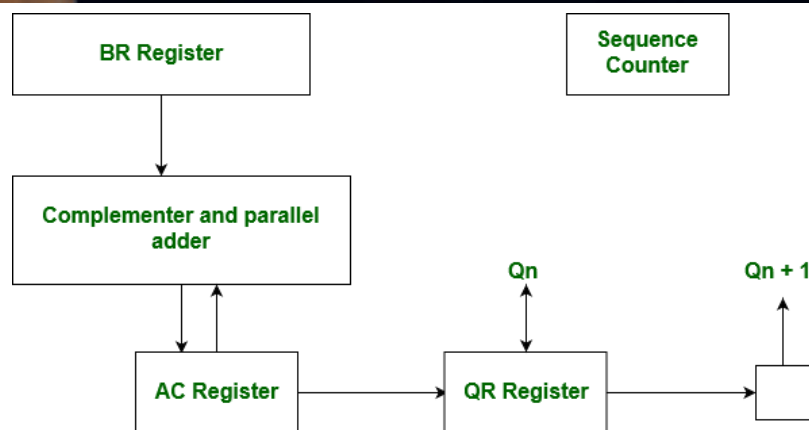 BR Register
Sequence
Counter
Complementer and parallel
adder
Qn
Qn + 1
AC Register
QR Register